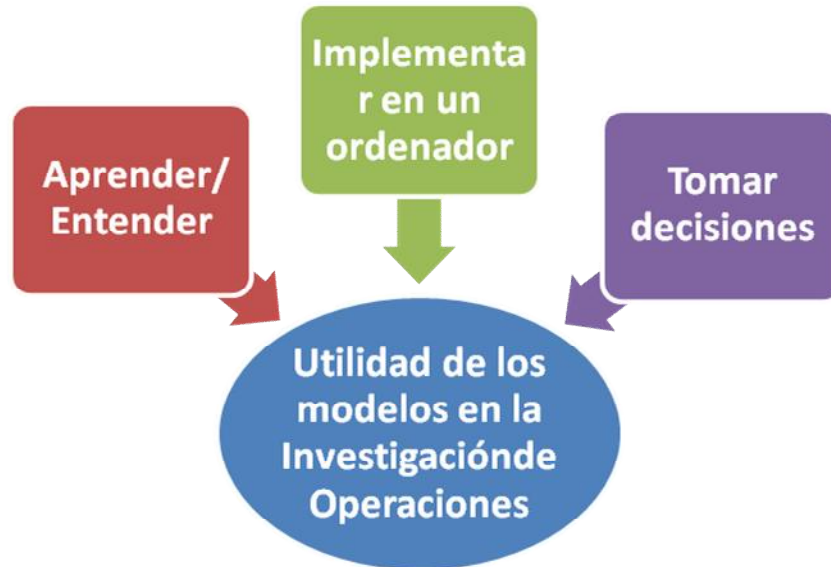 Implementa
r en un
ordenador
Aprender/
Entender
Tomar
decisiones
Utilidad de los
modelos en la
Investigaciónde
Operaciones